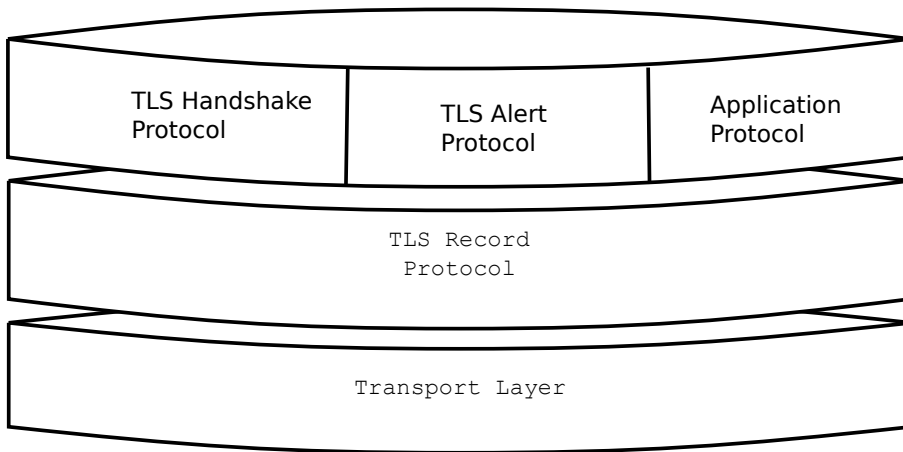 TLS Handshake
Protocol
TLS Alert
Protocol
Application
Protocol
TLS Record
Protocol
Transport Layer